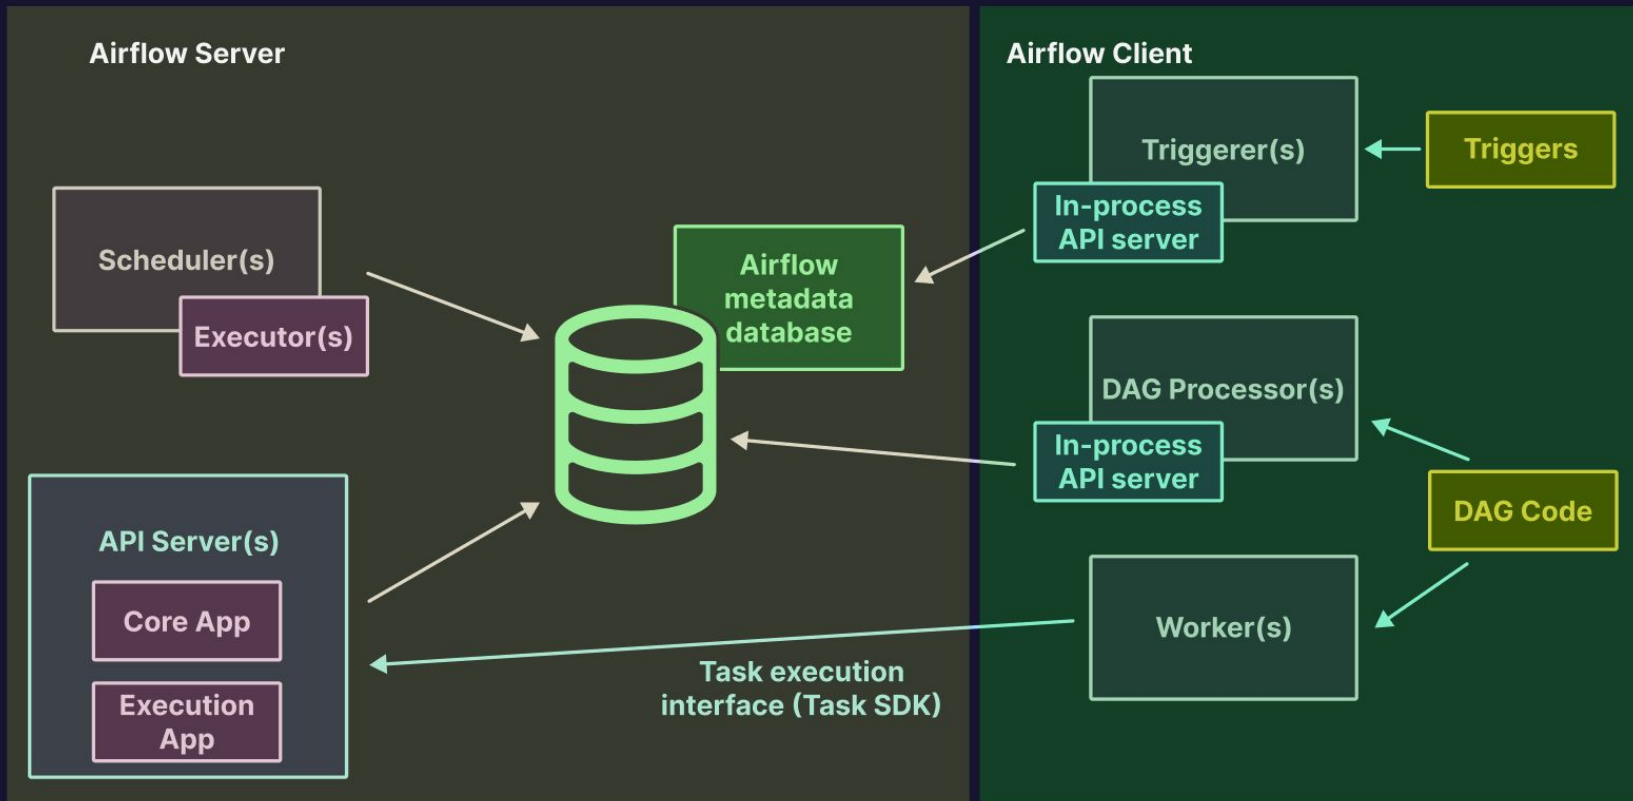 Airflow Server
Scheduler(s)
Executor(s)
Airflow
metadata
database
API Server(s)
Core App
Execution
App
Task execution
interface (Task SDK)
Airflow Client
Triggerer(s)
In-process
API server
Triggers
DAG Processor(s)
In-process
API server
DAG Code
Worker(s)